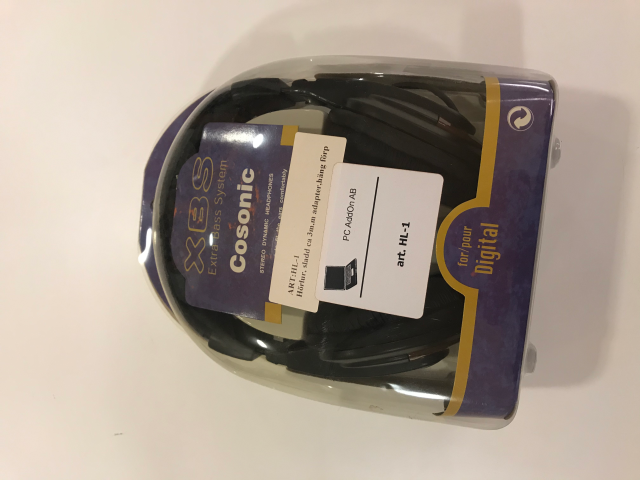 XBS
Extra Bass System
Cosonic
STEREO DYNAMIC HEADPHONES
comfortably
ART:HL-1
Hörlur, sladd ca 3m,m adapter,häng förp
PC AddOn AB
art. HL-1
for/pour
Digital